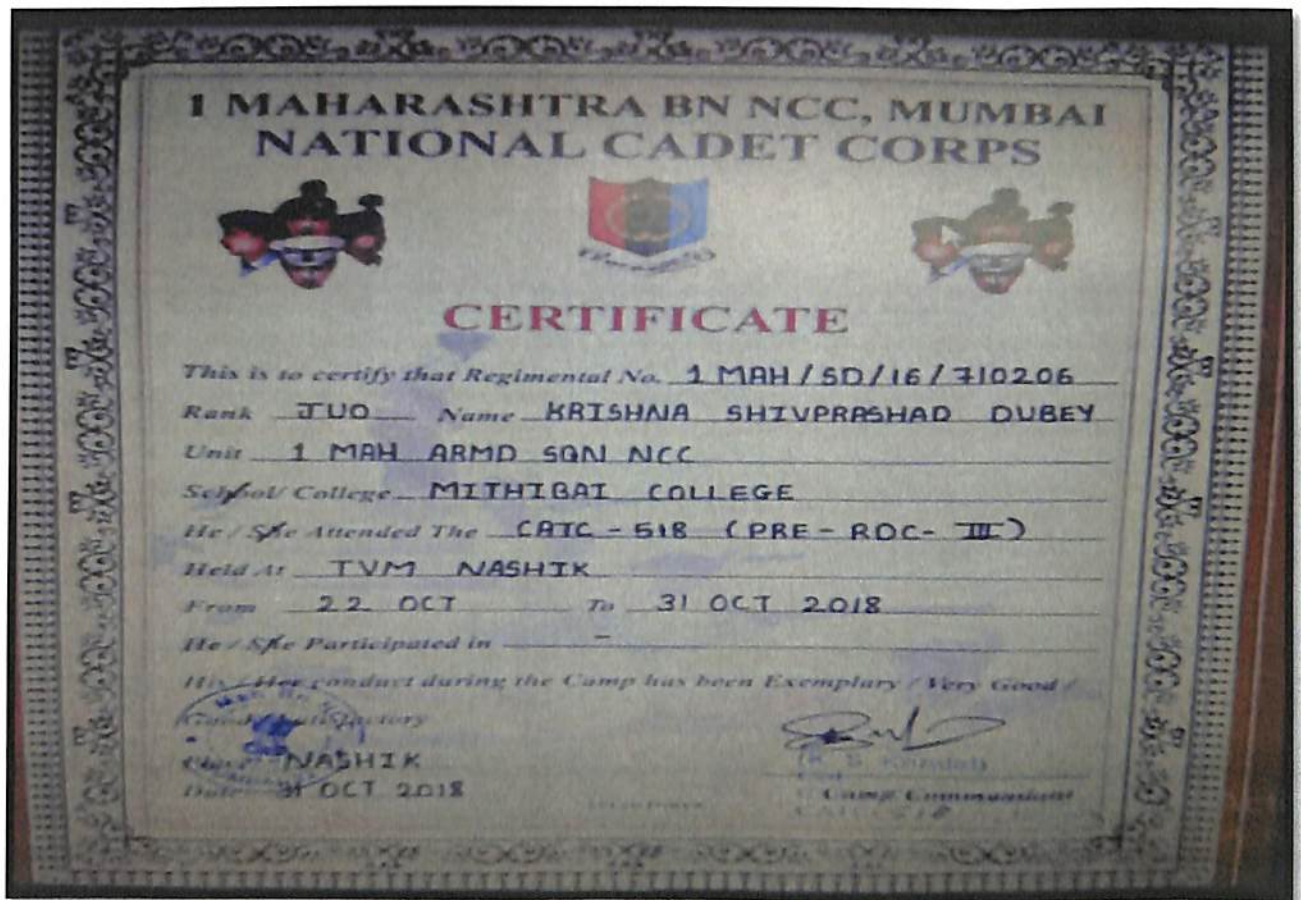 1 MAHARASHTRA BN NCC, MUMBAI
NATIONAL CADET CORPS
CERTIFICATE
This is to certify that Regimental No. 1 MAH / SD / 16 / 710206
Rank JUO Name KRISHNA SHIVPRASHAD DUBEY
Unit 1 MAH ARMD SQN NCC
School/ College MITHIBAI COLLEGE
He / She Attended The CATC - 518 (PRE - RDC- III)
Held At TVM NASHIK
From 22 OCT To 31 OCT 2018
He / She Participated in -
His / Her conduct during the Camp has been Exemplary / Very Good /
Good / Satisfactory
NASHIK
Date 31 OCT 2018
Camp Commandant